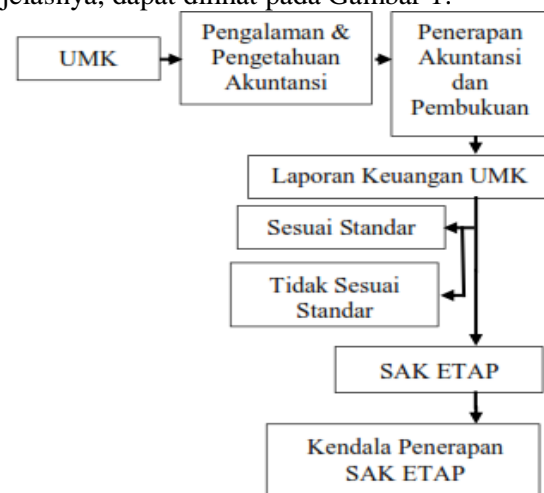 jelasnya, dapat dilihat pada Gambar 1.
UMK
Pengalaman &
Pengetahuan
Akuntansi
Penerapan
Akuntansi
dan
Pembukuan
Laporan Keuangan UMK
Sesuai Standar
Tidak Sesuai
Standar
SAK ETAP
Kendala Penerapan
SAK ETAP